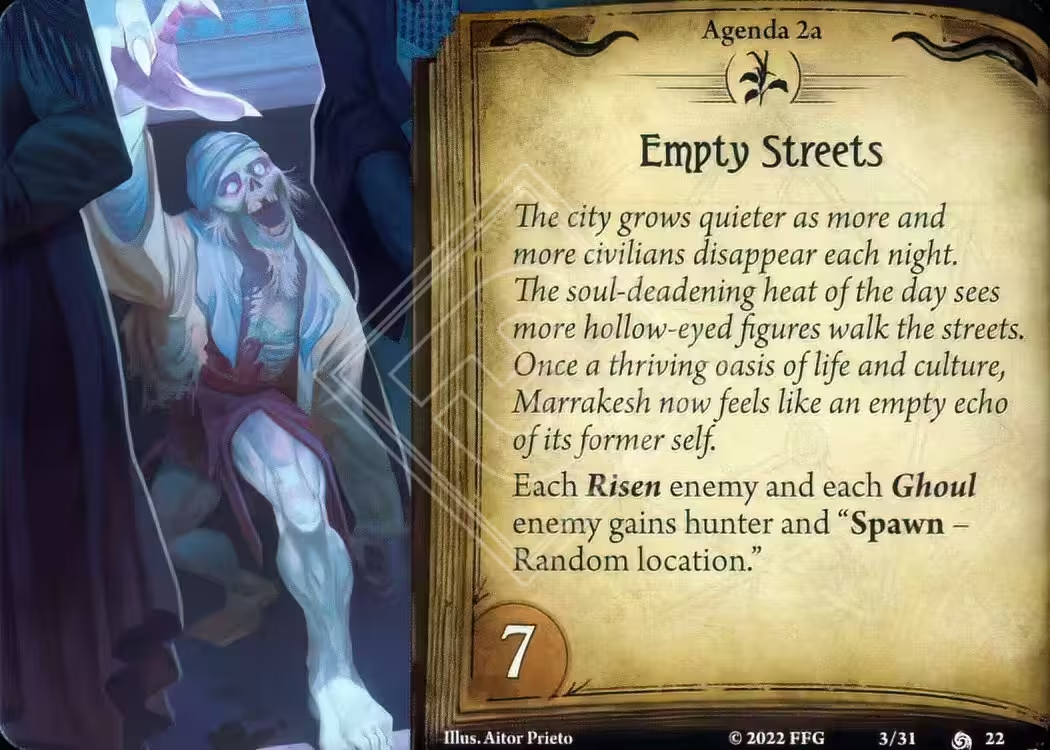 Agenda 2a
Empty Streets
The city grows quieter as more and
more civilians disappear each night.
The soul-deadening heat of the day sees
more hollow-eyed figures walk the streets.
Once a thriving oasis of life and culture,
Marrakesh now feels like an empty echo
of its former self.
Each Risen enemy and each Ghoul
enemy gains hunter and “Spawn –
Random location.”
7
Illus. Aitor Prieto
© 2022 FFG
3/31
22